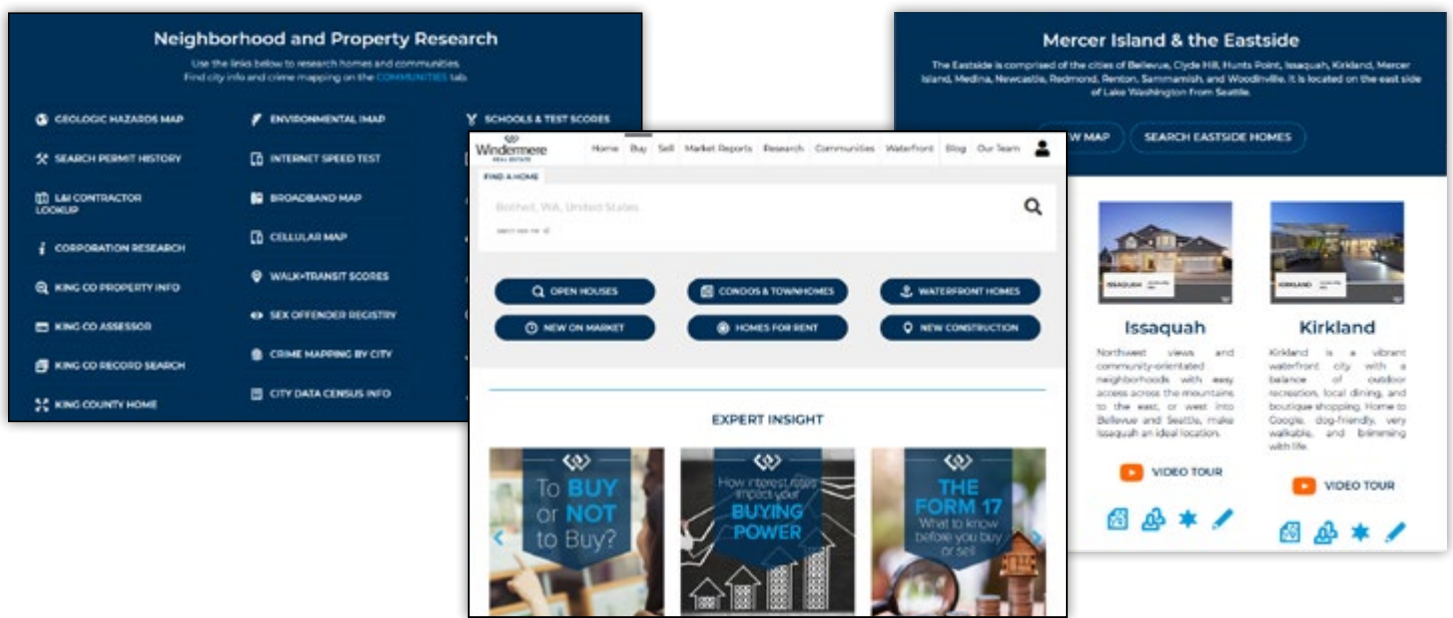 Neighborhood and Property Research
Use the links below to research homes and communities.
Find city info and crime mapping on the COMMUNITIES tab.
GEOLOGIC HAZARDS MAP
SEARCH PERMIT HISTORY
L&I CONTRACTOR
LOOKUP
CORPORATION RESEARCH
KING CO PROPERTY INFO
KING CO ASSESSOR
KING CO RECORD SEARCH
KING COUNTY HOME
ENVIRONMENTAL IMAP
INTERNET SPEED TEST
BROADBAND MAP
CELLULAR MAP
WALK+TRANSIT SCORES
SEX OFFENDER REGISTRY
CRIME MAPPING BY CITY
CITY DATA CENSUS INFO
SCHOOLS & TEST SCORES
Windermere
REAL ESTATE
Home Buy Sell Market Reports Research Communities Waterfront Blog Our Team
FIND A HOME
Bothell, WA, United States
OPEN HOUSES
CONDOS & TOWNHOMES
WATERFRONT HOMES
NEW ON MARKET
HOMES FOR RENT
NEW CONSTRUCTION
EXPERT INSIGHT
To BUY
or NOT
to Buy?
How interest rates
impact your
BUYING
POWER
THE
FORM 17
What to know
before you buy
or sell
Mercer Island & the Eastside
The Eastside is comprised of the cities of Bellevue, Clyde Hill, Hunts Point, Issaquah, Kirkland, Mercer
Island, Medina, Newcastle, Redmond, Renton, Sammamish, and Woodinville. It is located on the east side
of Lake Washington from Seattle.
W MAP
SEARCH EASTSIDE HOMES
ISSAQUAH
Issaquah
Northwest views and
community-orientated
neighborhoods with easy
access across the mountains
to the east, or west into
Bellevue and Seattle, make
Issaquah an ideal location.
VIDEO TOUR
KIRKLAND
Kirkland
Kirkland is a vibrant
waterfront city with a
balance of outdoor
recreation, local dining, and
boutique shopping. Home to
Google, dog-friendly, very
walkable, and brimming
with life.
VIDEO TOUR